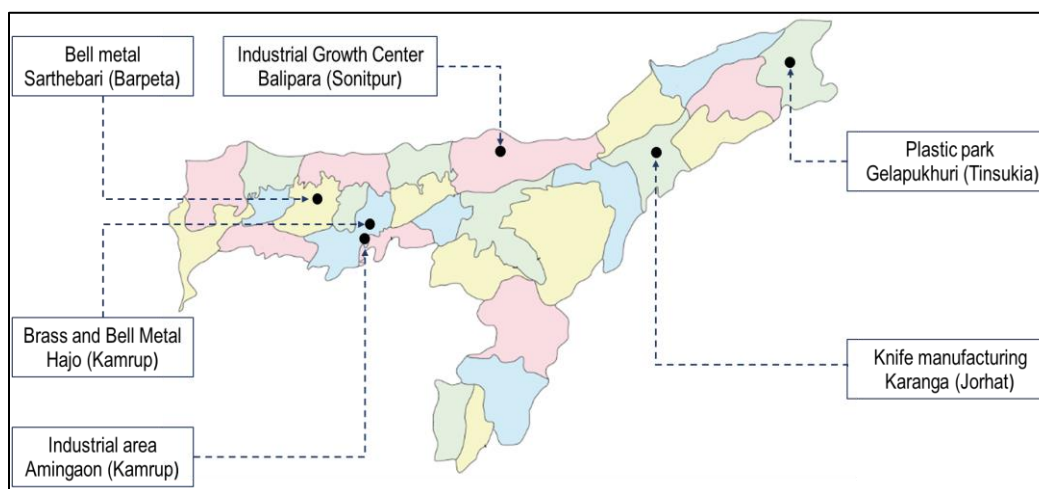 Bell metal
Sarthebari (Barpeta)
Industrial Growth Center
Balipara (Sonitpur)
Plastic park
Gelapukhuri (Tinsukia)
Brass and Bell Metal
Hajo (Kamrup)
Knife manufacturing
Karanga (Jorhat)
Industrial area
Amingaon (Kamrup)